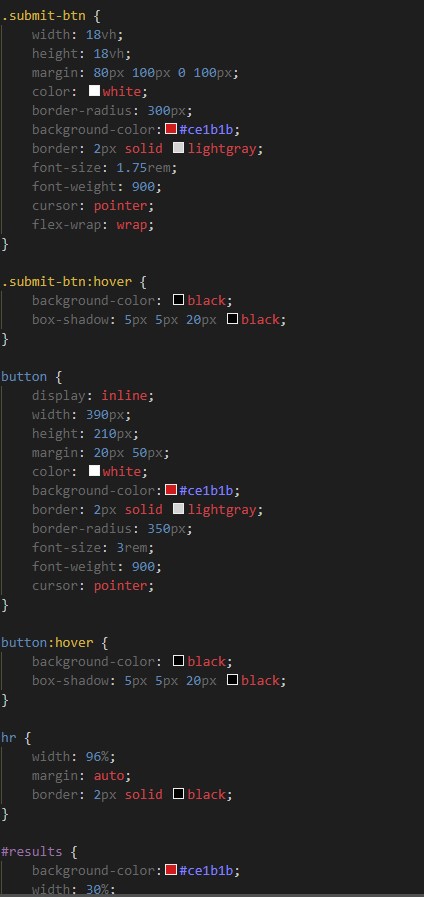 .submit-btn {
    width: 18vh;
    height: 18vh;
    margin: 80px 100px 0 100px;
    color: white;
    border-radius: 300px;
    background-color: #ce1b1b;
    border: 2px solid lightgray;
    font-size: 1.75rem;
    font-weight: 900;
    cursor: pointer;
    flex-wrap: wrap;
}

.submit-btn:hover {
    background-color: black;
    box-shadow: 5px 5px 20px black;
}

button {
    display: inline;
    width: 390px;
    height: 210px;
    margin: 20px 50px;
    color: white;
    background-color: #ce1b1b;
    border: 2px solid lightgray;
    border-radius: 350px;
    font-size: 3rem;
    font-weight: 900;
    cursor: pointer;
}

button:hover {
    background-color: black;
    box-shadow: 5px 5px 20px black;
}

hr {
    width: 96%;
    margin: auto;
    border: 2px solid black;
}

#results {
    background-color: #ce1b1b;
    width: 30%;